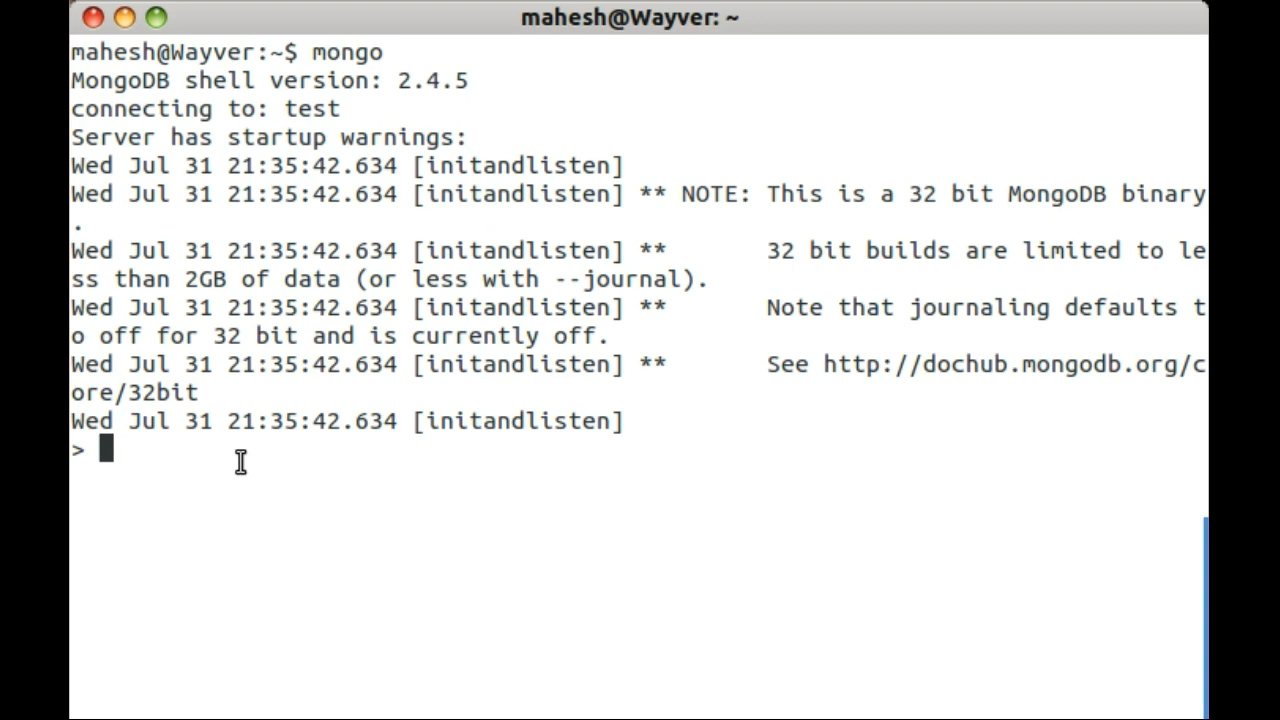 mahesh@Wayver: ~
mahesh@Wayver:~$ mongo
MongoDB shell version: 2.4.5
connecting to: test
Server has startup warnings:
Wed Jul 31 21:35:42.634 [initandlisten]
Wed Jul 31 21:35:42.634 [initandlisten] ** NOTE: This is a 32 bit MongoDB binary
.
Wed Jul 31 21:35:42.634 [initandlisten] **       32 bit builds are limited to le
ss than 2GB of data (or less with --journal).
Wed Jul 31 21:35:42.634 [initandlisten] **       Note that journaling defaults t
o off for 32 bit and is currently off.
Wed Jul 31 21:35:42.634 [initandlisten] **       See http://dochub.mongodb.org/c
ore/32bit
Wed Jul 31 21:35:42.634 [initandlisten]
>